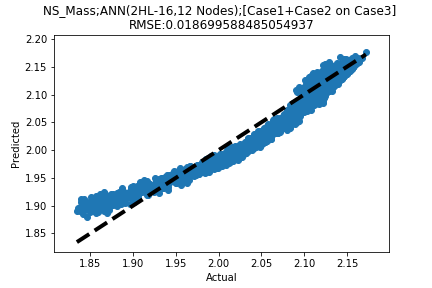 NS_Mass;ANN(2HL-16,12 Nodes);[Case1+Case2 on Case3]
RMSE:0.018699588485054937
2.20
2.15
2.10
2.05
2.00
1.95
1.90
1.85
Predicted
1.85 1.90 1.95 2.00 2.05 2.10 2.15
Actual